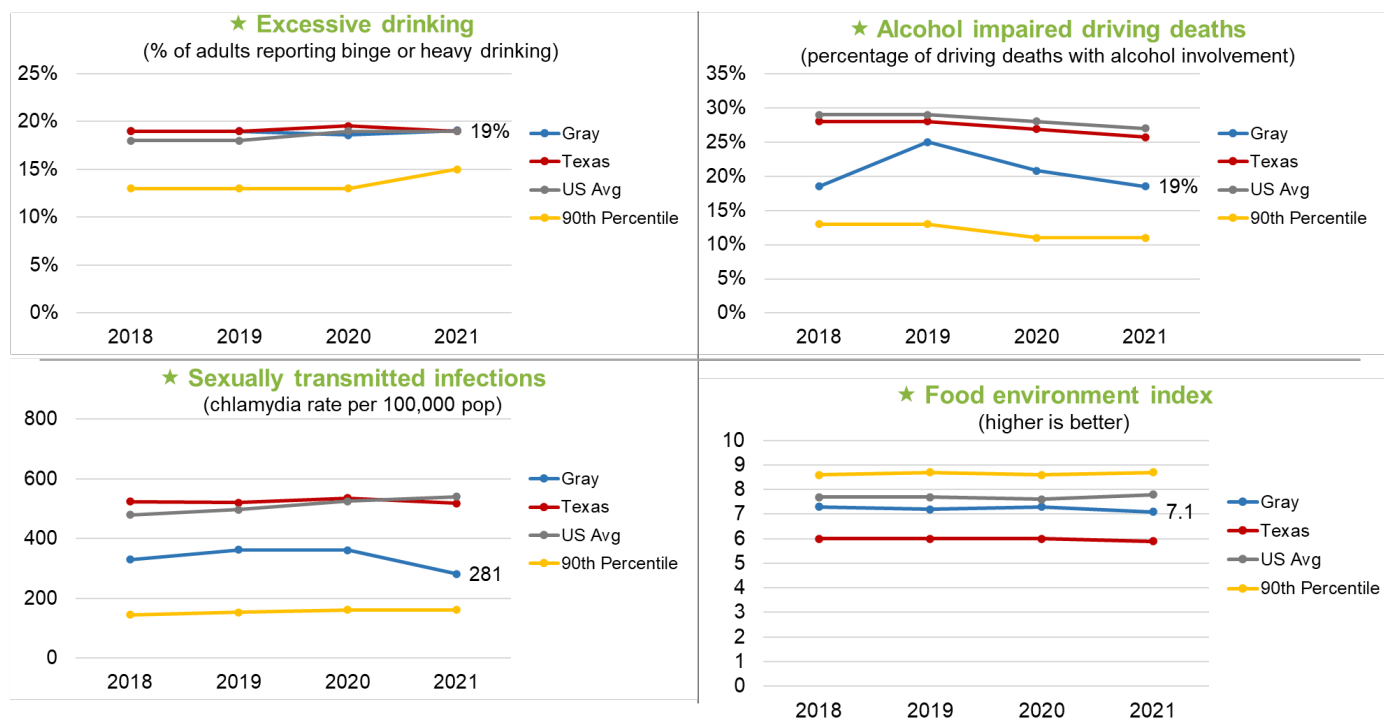 ★ Excessive drinking
(% of adults reporting binge or heavy drinking)
25%
20%
15%
10%
5%
0%
19%
2018 2019 2020 2021
Gray
Texas
US Avg
90th Percentile
★ Alcohol impaired driving deaths
(percentage of driving deaths with alcohol involvement)
35%
30%
25%
20%
15%
10%
5%
0%
19%
2018 2019 2020 2021
Gray
Texas
US Avg
90th Percentile
★ Sexually transmitted infections
(chlamydia rate per 100,000 pop)
800
600
400
200
0
281
2018 2019 2020 2021
Gray
Texas
US Avg
90th Percentile
★ Food environment index
(higher is better)
10
9
8
7
6
5
4
3
2
1
0
7.1
2018 2019 2020 2021
Gray
Texas
US Avg
90th Percentile